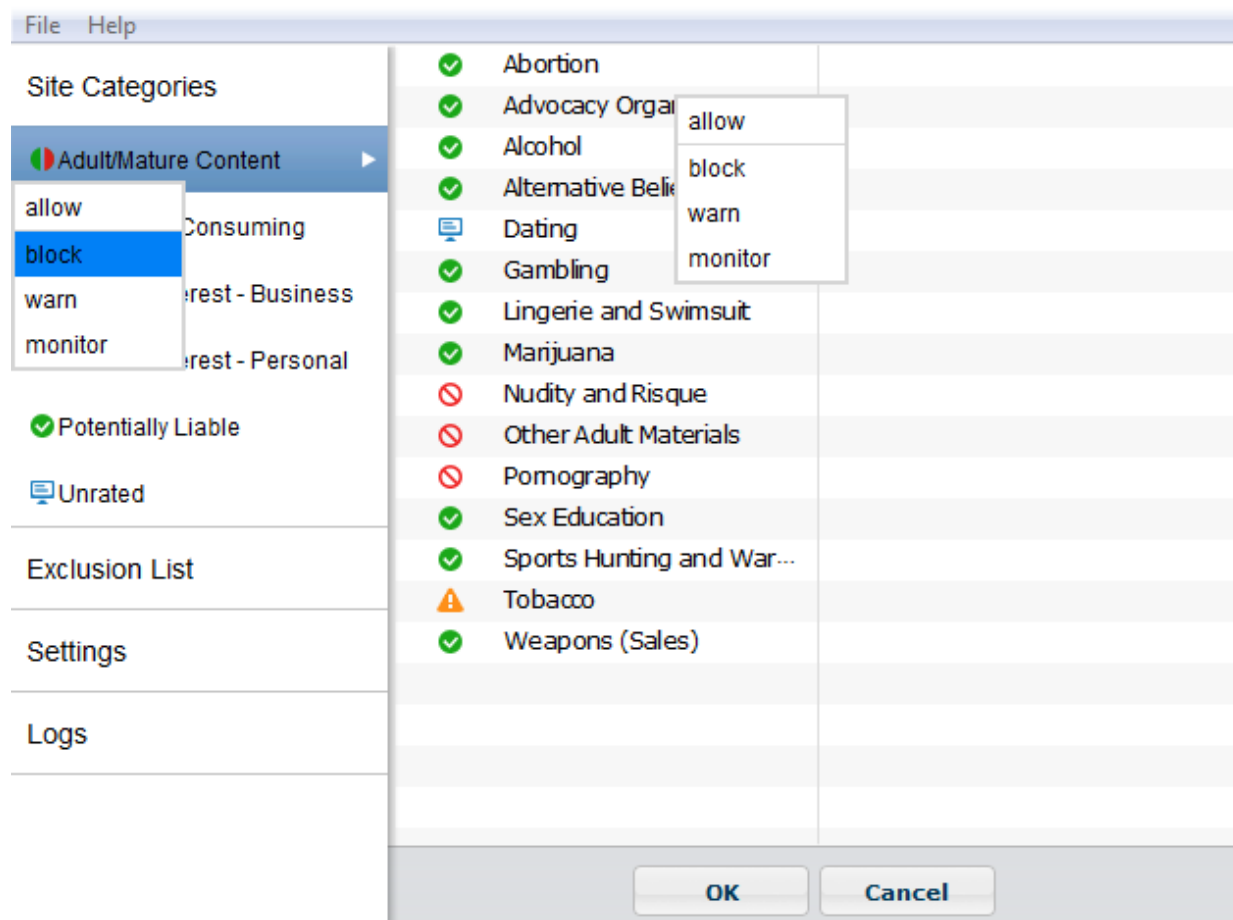 File Help
Site Categories
Adult/Mature Content
allow
block
warn
monitor
Consuming
erest - Business
erest - Personal
Potentially Liable
Unrated
Exclusion List
Settings
Logs
Abortion
Advocacy Orga
Alcohol
Alternative Beli
Dating
Gambling
Lingerie and Swimsuit
Marijuana
Nudity and Risque
Other Adult Materials
Pornography
Sex Education
Sports Hunting and War...
Tobacco
Weapons (Sales)
allow
block
warn
monitor
OK Cancel